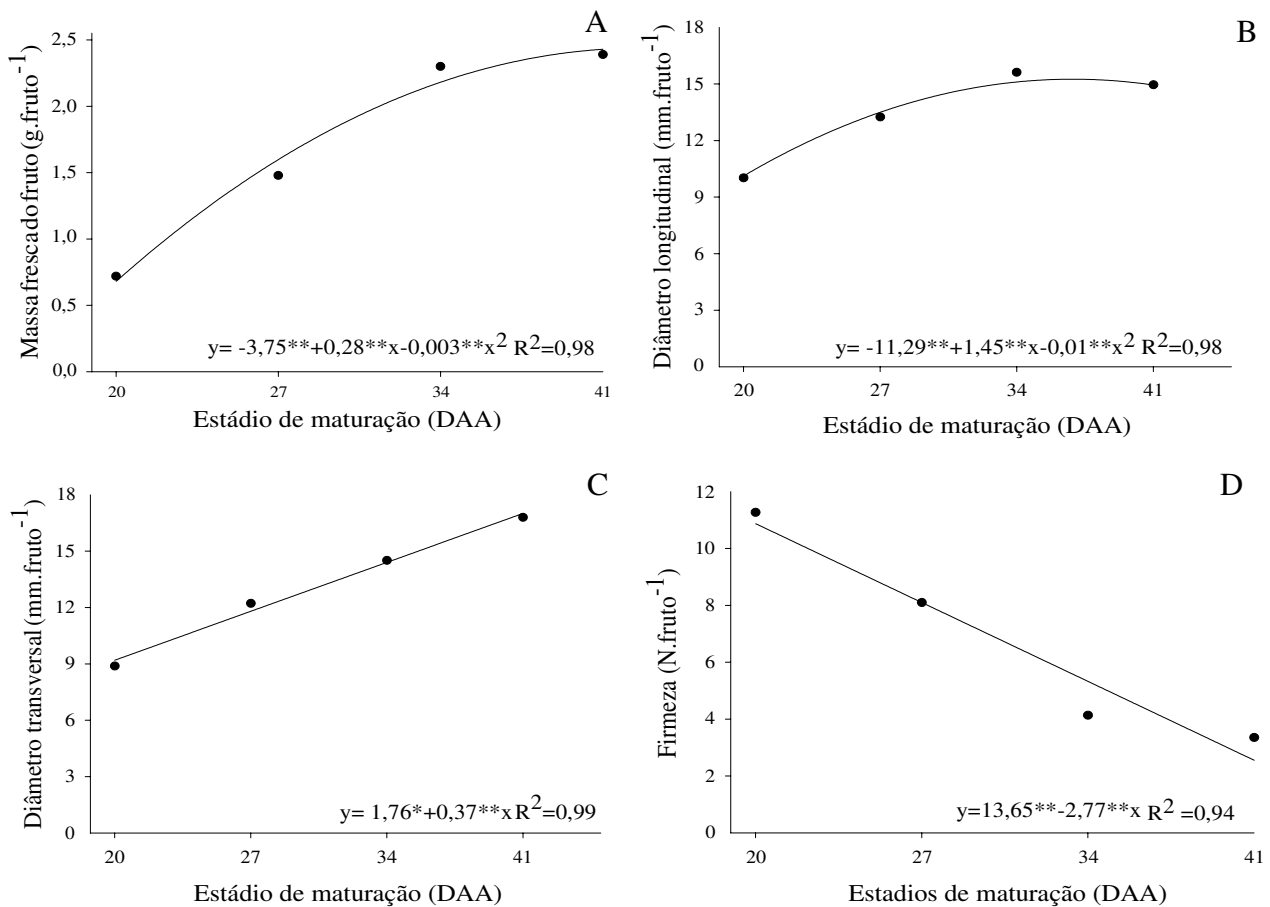 A
Massa fresca do fruto (g.fruto-1)
2,5
2,0
1,5
1,0
0,5
0,0
y= -3,75**+0,28**x-0,003**x2 R2=0,98
20 27 34 41
Estádio de maturação (DAA)
B
Diâmetro longitudinal (mm.fruto-1)
18
15
12
9
6
3
0
y= -11,29**+1,45**x-0,01**x2 R2=0,98
20 27 34 41
Estádio de maturação (DAA)
C
Diâmetro transversal (mm.fruto-1)
18
15
12
9
6
3
0
y= 1,76*+0,37**x R2=0,99
20 27 34 41
Estádio de maturação (DAA)
D
Firmeza (N.fruto-1)
12
10
8
6
4
2
0
y=13,65**-2,77**x R2 =0,94
20 27 34 41
Estadios de maturação (DAA)